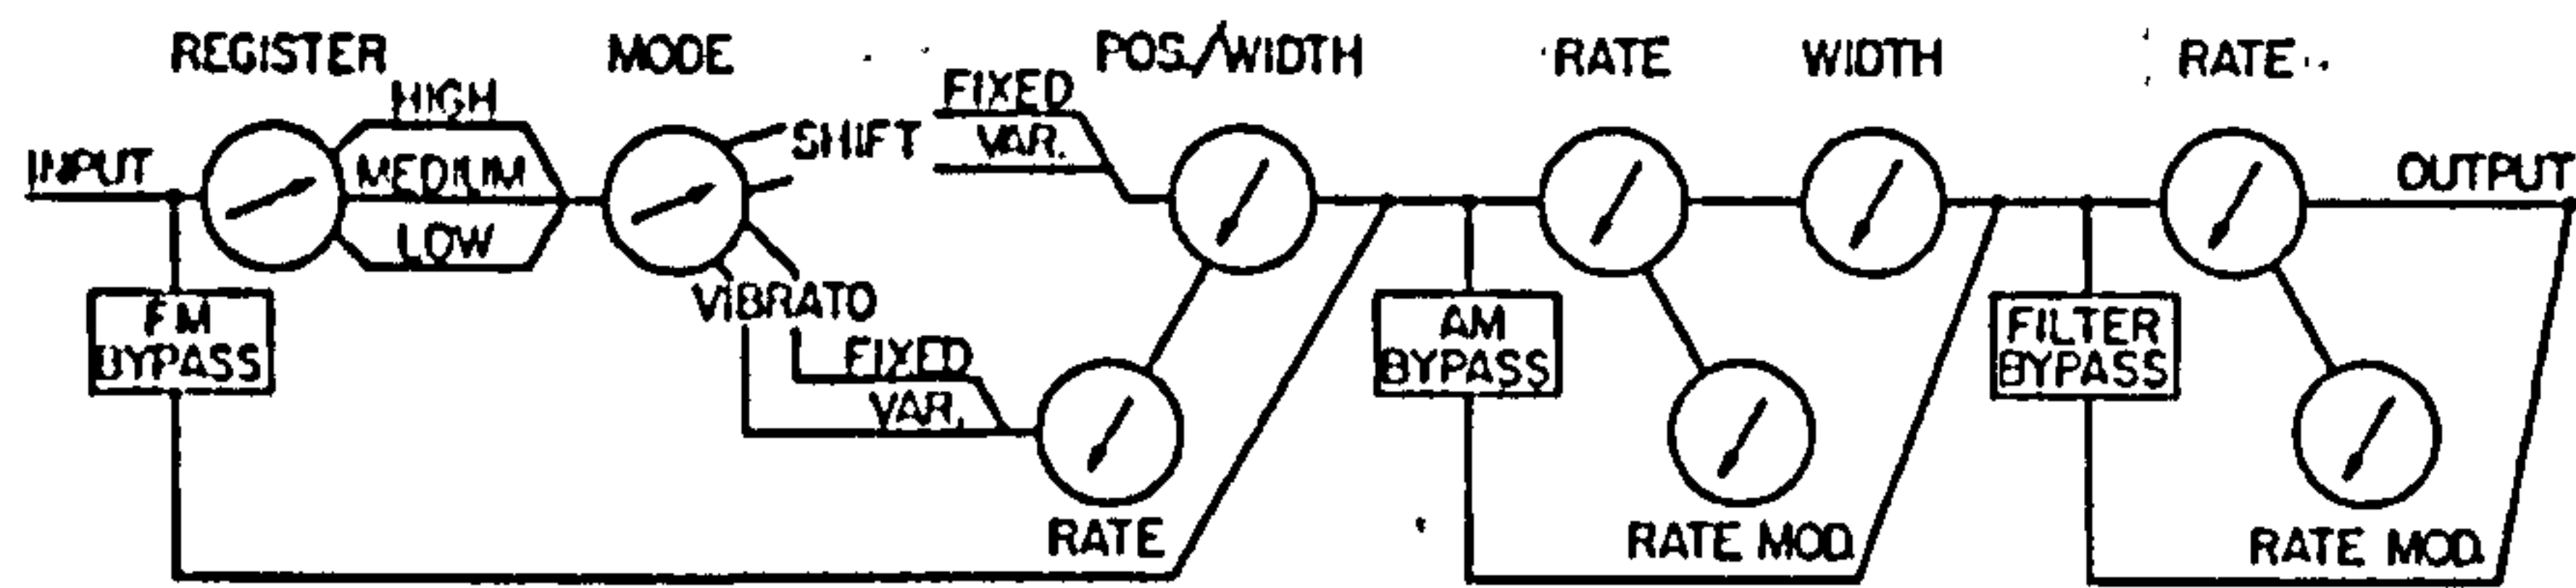 REGISTER MODE POS./WIDTH RATE WIDTH RATE
HIGH
FIXED
INPUT
MEDIUM
SHIFT
VAR.
OUTPUT
LOW
VIBRATO
FM
BYPASS
FIXED
VAR.
AM
BYPASS
FILTER
BYPASS
RATE
RATE MOD.
RATE MOD.